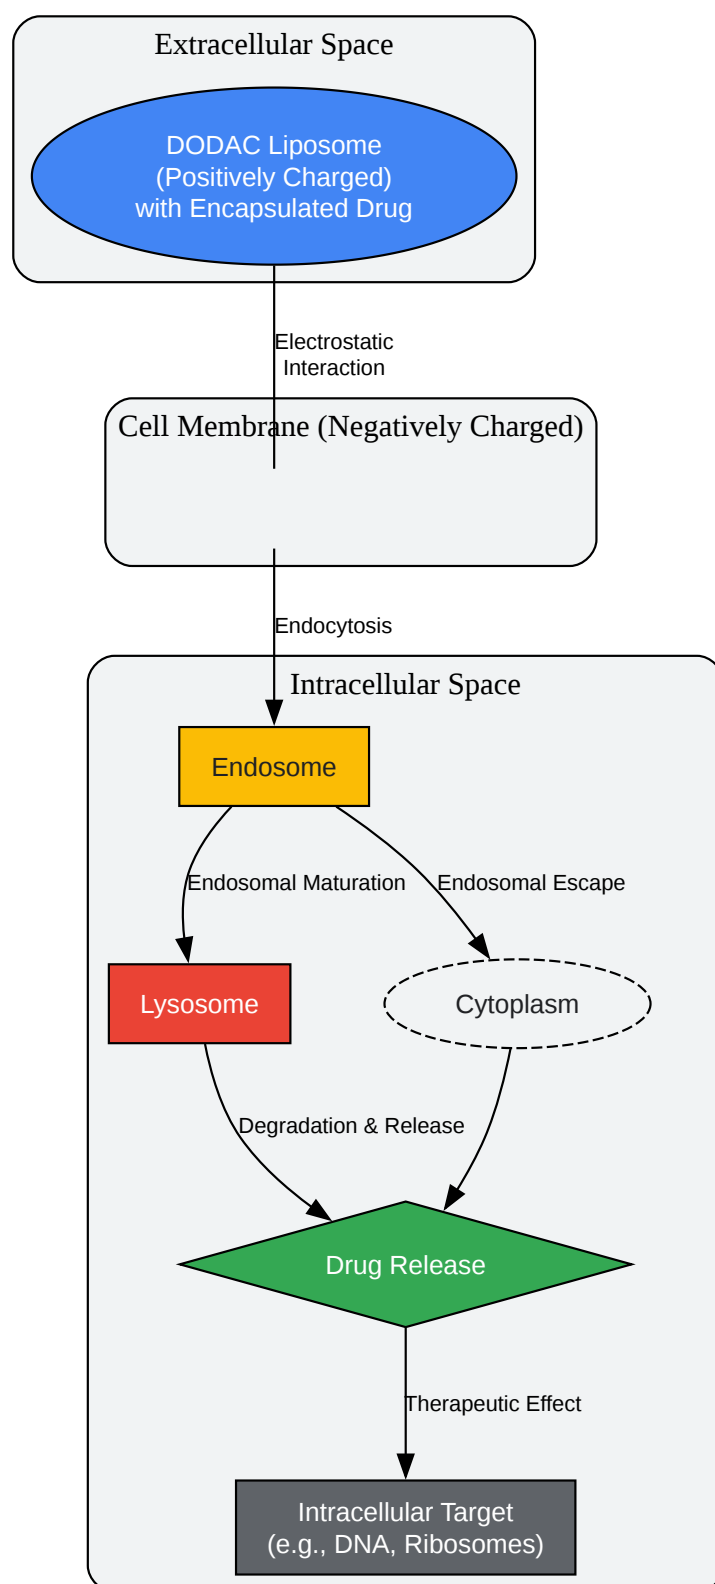 Extracellular Space
DODAC Liposome
(Positively Charged)
with Encapsulated Drug
Electrostatic
Interaction
Cell Membrane (Negatively Charged)
Endocytosis
Intracellular Space
Endosome
Endosomal Maturation
Endosomal Escape
Lysosome
Cytoplasm
Degradation & Release
Drug Release
Therapeutic Effect
Intracellular Target
(e.g., DNA, Ribosomes)